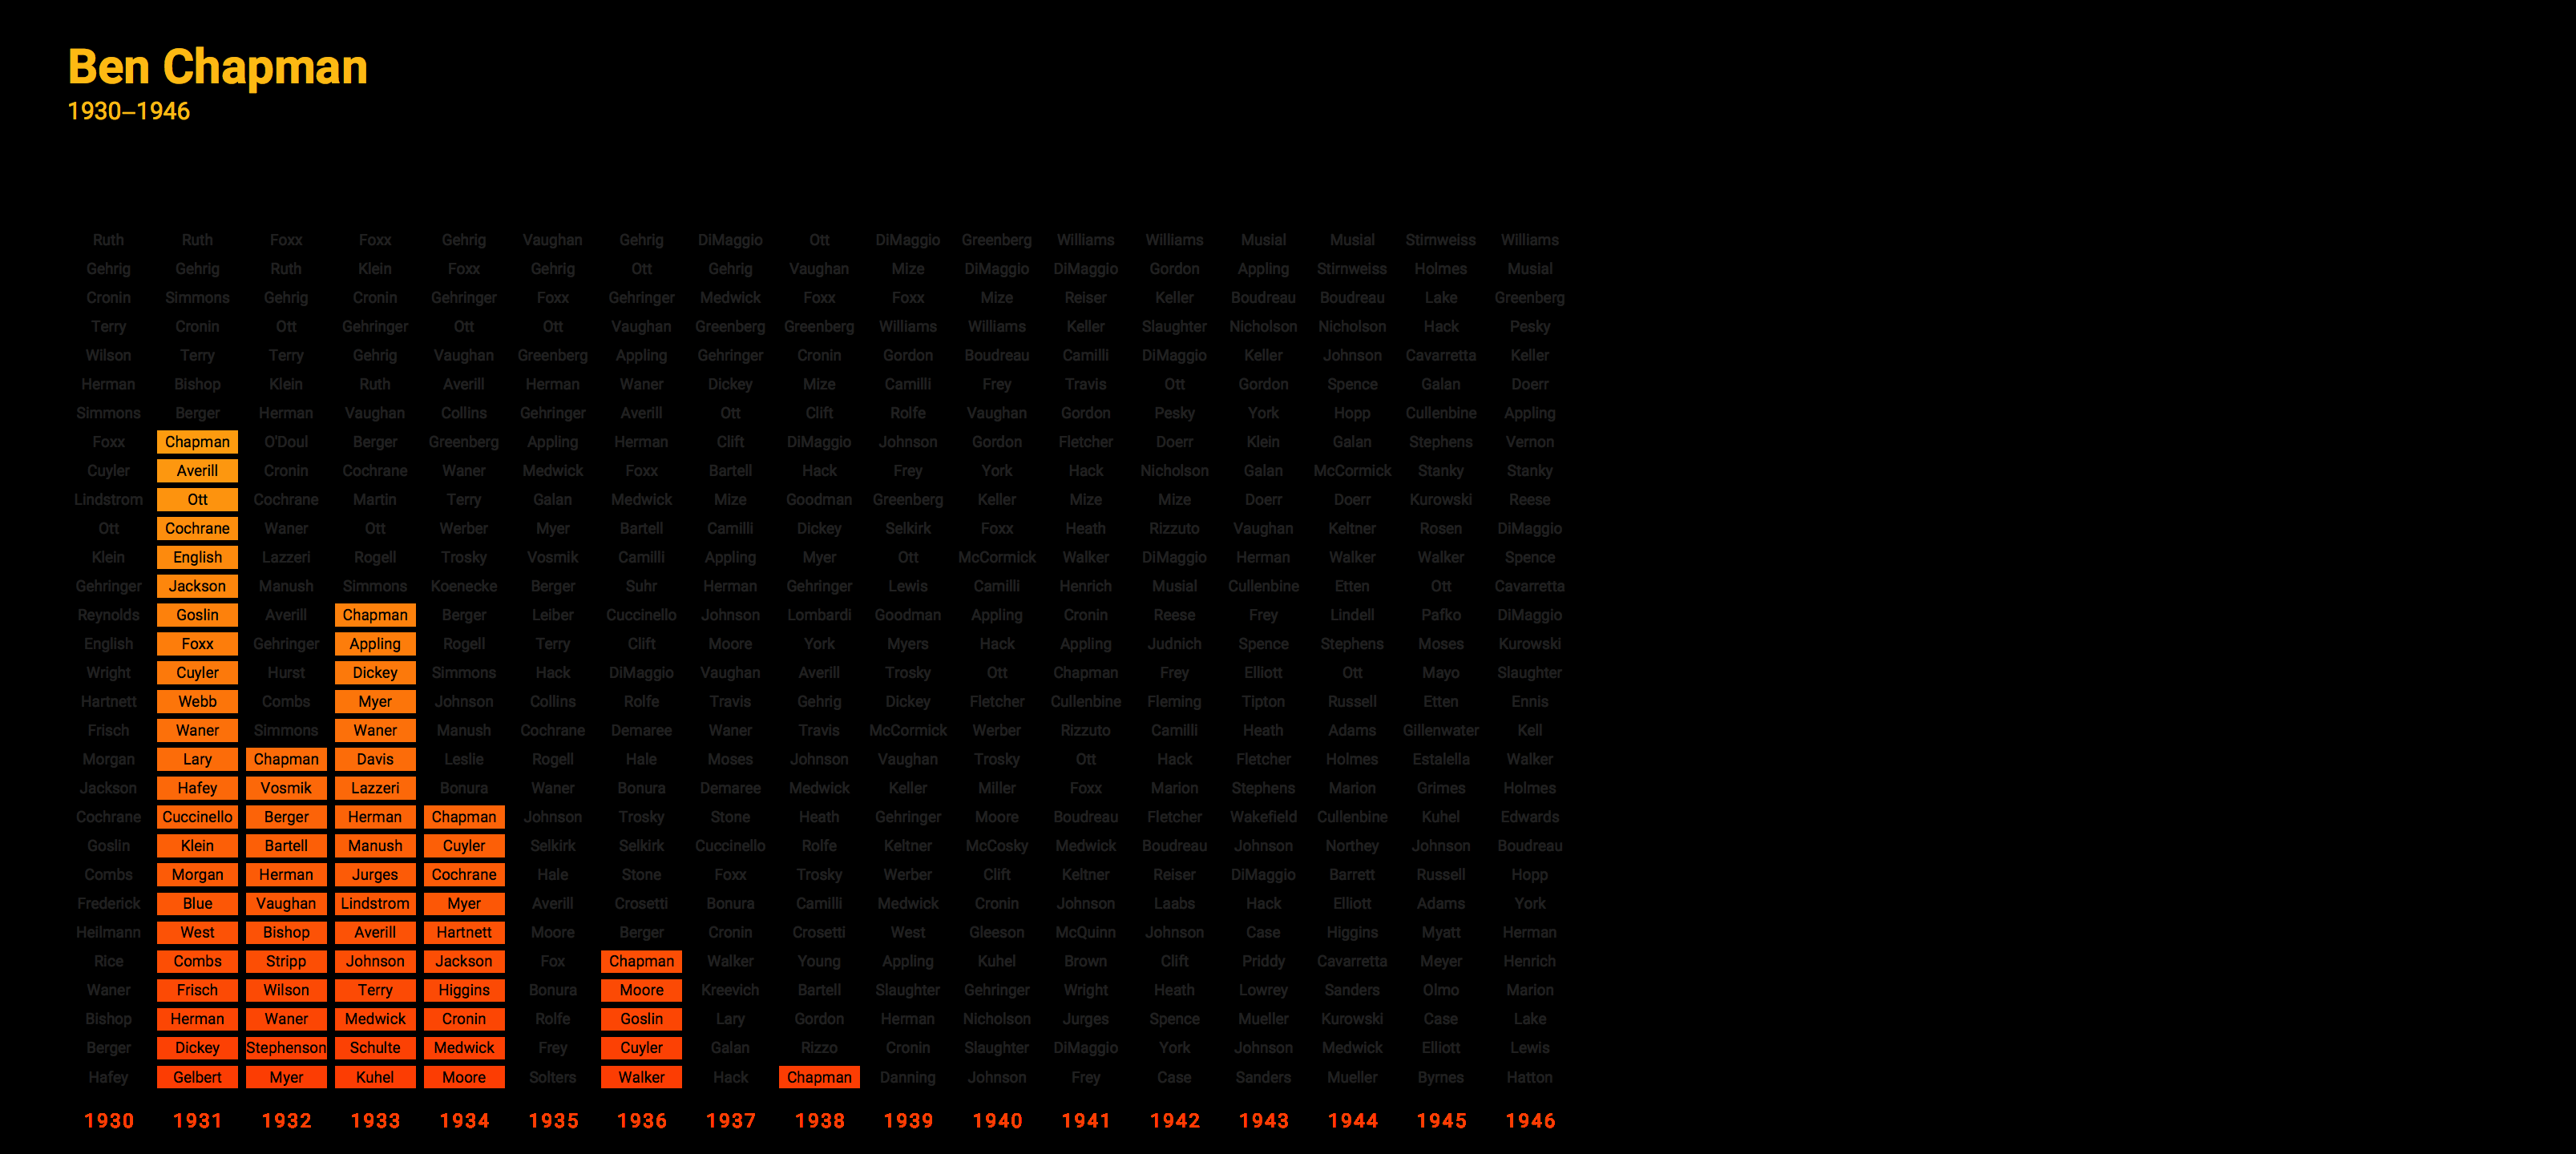 Ben Chapman
1930–1946
Ruth Ruth Foxx Foxx Gehrig Vaughan Gehrig DiMaggio Ott DiMaggio Greenberg Williams Williams Musial Musial Stirnweiss Williams
Gehrig Gehrig Ruth Klein Foxx Gehrig Ott Gehrig Vaughan Mize DiMaggio DiMaggio Gordon Appling Stirnweiss Holmes Musial
Cronin Simmons Gehrig Cronin Gehringer Foxx Gehringer Medwick Foxx Foxx Mize Reiser Keller Boudreau Boudreau Lake Greenberg
Terry Cronin Ott Gehringer Ott Ott Vaughan Greenberg Greenberg Williams Williams Keller Slaughter Nicholson Nicholson Hack Pesky
Wilson Terry Terry Gehrig Vaughan Greenberg Appling Gehringer Cronin Gordon Boudreau Camilli DiMaggio Keller Johnson Cavarretta Keller
Herman Bishop Klein Ruth Averill Herman Waner Dickey Mize Camilli Frey Travis Ott Gordon Spence Galan Doerr
Simmons Berger Herman Vaughan Collins Gehringer Averill Ott Clift Rolfe Vaughan Gordon Pesky York Hopp Cullenbine Appling
Foxx Chapman O'Doul Berger Greenberg Appling Herman Clift DiMaggio Johnson Gordon Fletcher Doerr Klein Galan Stephens Vernon
Cuyler Averill Cronin Cochrane Waner Medwick Foxx Bartell Hack Frey York Hack Nicholson Galan McCormick Stanky Stanky
Lindstrom Ott Cochrane Martin Terry Galan Medwick Mize Goodman Greenberg Keller Mize Mize Doerr Doerr Kurowski Reese
Ott Cochrane Waner Ott Werber Myer Bartell Camilli Dickey Selkirk Foxx Heath Rizzuto Vaughan Keltner Rosen DiMaggio
Klein English Lazzeri Rogell Trosky Vosmik Camilli Appling Myer Ott McCormick Walker DiMaggio Herman Walker Walker Spence
Gehringer Jackson Manush Simmons Koenecke Berger Suhr Herman Gehringer Lewis Camilli Henrich Musial Cullenbine Etten Ott Cavarretta
Reynolds Goslin Averill Chapman Berger Leiber Cuccinello Johnson Lombardi Goodman Appling Cronin Reese Frey Lindell Pafko DiMaggio
English Foxx Gehringer Appling Rogell Terry Clift Moore York Myers Hack Appling Judnich Spence Stephens Moses Kurowski
Wright Cuyler Hurst Dickey Simmons Hack DiMaggio Vaughan Averill Trosky Ott Chapman Frey Elliott Ott Mayo Slaughter
Hartnett Webb Combs Myer Johnson Collins Rolfe Travis Gehrig Dickey Fletcher Cullenbine Fleming Tipton Russell Etten Ennis
Frisch Waner Simmons Waner Manush Cochrane Demaree Waner Travis McCormick Werber Rizzuto Camilli Heath Adams Gillenwater Kell
Morgan Lary Chapman Davis Leslie Rogell Hale Moses Johnson Vaughan Trosky Ott Hack Fletcher Holmes Estalella Walker
Jackson Hafey Vosmik Lazzeri Bonura Waner Bonura Demaree Medwick Keller Miller Foxx Marion Stephens Marion Grimes Holmes
Cochrane Cuccinello Berger Herman Chapman Johnson Trosky Stone Heath Gehringer Moore Boudreau Fletcher Wakefield Cullenbine Kuhel Edwards
Goslin Klein Bartell Manush Cuyler Selkirk Selkirk Cuccinello Rolfe Keltner McCosky Medwick Boudreau Johnson Northey Johnson Boudreau
Combs Morgan Herman Jurges Cochrane Hale Stone Foxx Trosky Werber Clift Keltner Reiser DiMaggio Barrett Russell Hopp
Frederick Blue Vaughan Lindstrom Myer Averill Crosetti Bonura Camilli Medwick Cronin Johnson Laabs Hack Elliott Adams York
Heilmann West Bishop Averill Hartnett Moore Berger Cronin Crosetti West Gleeson McQuinn Johnson Case Higgins Myatt Herman
Rice Combs Stripp Johnson Jackson Fox Chapman Walker Young Appling Kuhel Brown Clift Priddy Cavarretta Meyer Henrich
Waner Frisch Wilson Terry Higgins Bonura Moore Kreevich Bartell Slaughter Gehringer Wright Heath Lowrey Sanders Olmo Marion
Bishop Herman Waner Medwick Cronin Rolfe Goslin Lary Gordon Herman Nicholson Jurges Spence Mueller Kurowski Case Lake
Berger Dickey Stephenson Schulte Medwick Frey Cuyler Galan Rizzo Cronin Slaughter DiMaggio York Johnson Medwick Elliott Lewis
Hafey Gelbert Myer Kuhel Moore Solters Walker Hack Chapman Danning Johnson Frey Case Sanders Mueller Byrnes Hatton
1930 1931 1932 1933 1934 1935 1936 1937 1938 1939 1940 1941 1942 1943 1944 1945 1946